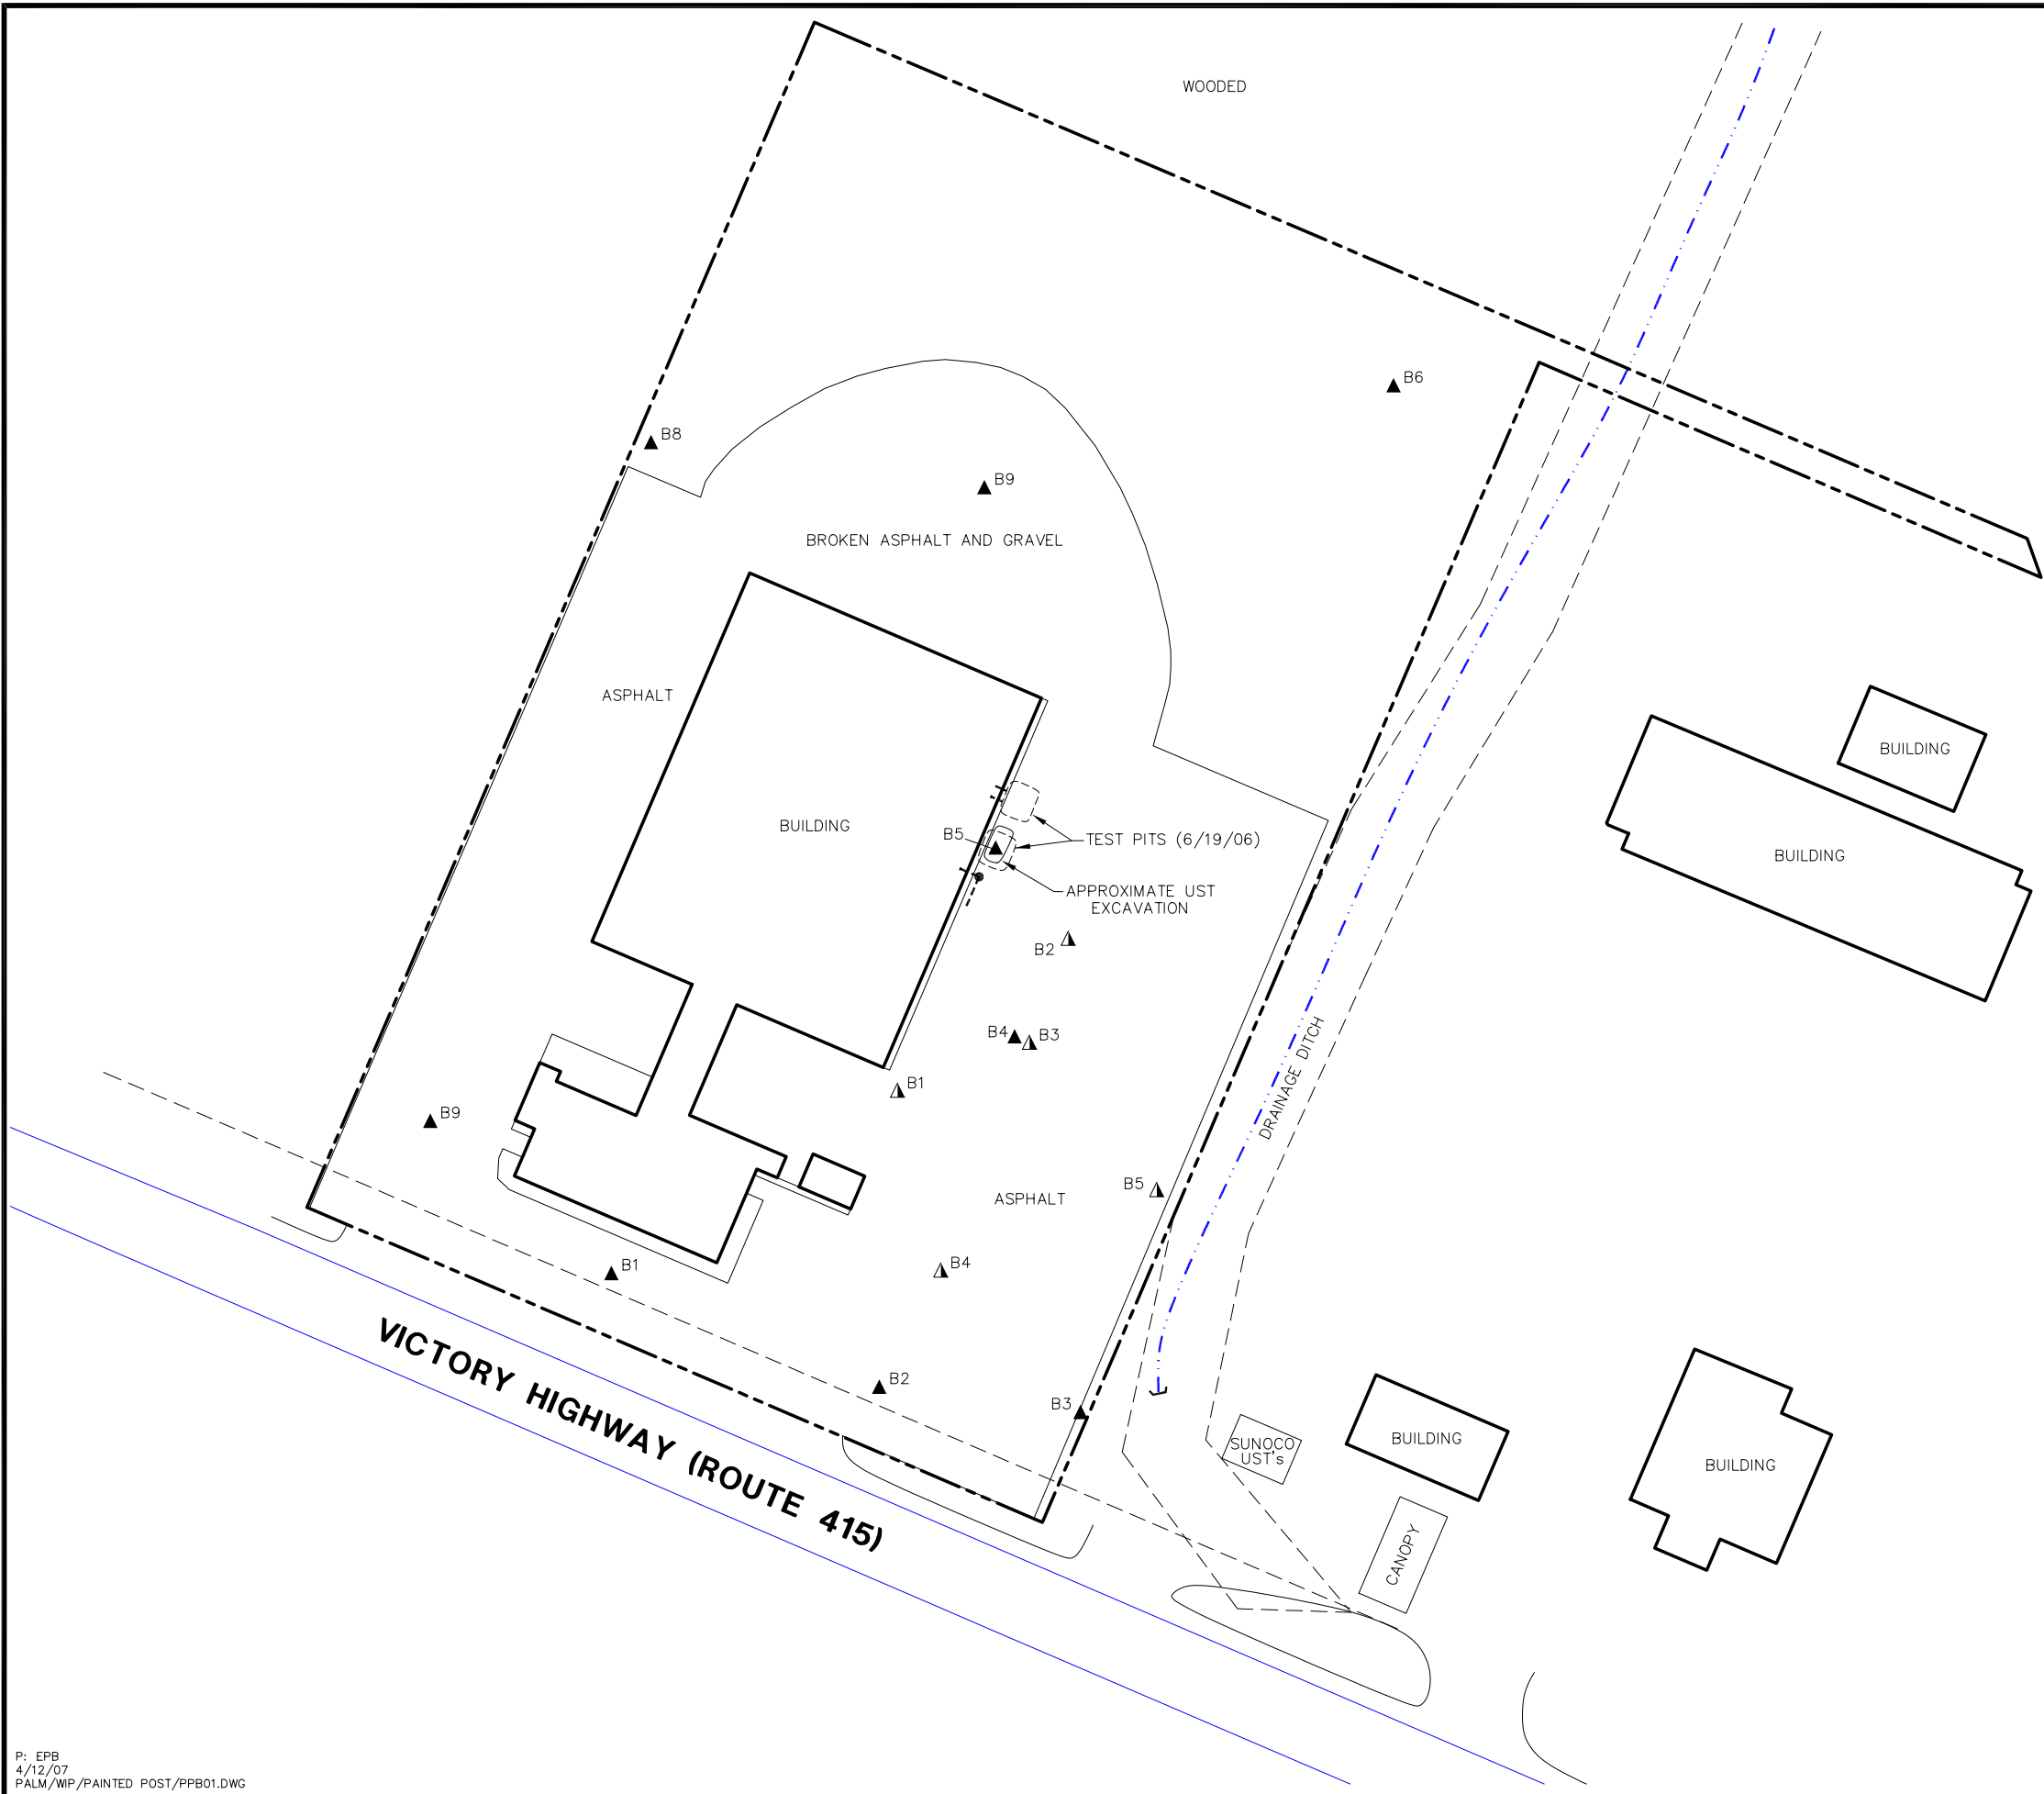 WOODED
B6
B8
B9
BROKEN ASPHALT AND GRAVEL
ASPHALT
BUILDING
BUILDING
BUILDING
B5
TEST PITS (6/19/06)
BUILDING
APPROXIMATE UST
EXCAVATION
B2
B4
B3
DRAINAGE DITCH
B1
B9
B5
ASPHALT
B4
B1
VICTORY HIGHWAY (ROUTE 415)
B2
B3
SUNOCO
UST's
BUILDING
BUILDING
CANOPY
P: EPB
4/12/07
PALM/WIP/PAINTED POST/PPB01.DWG